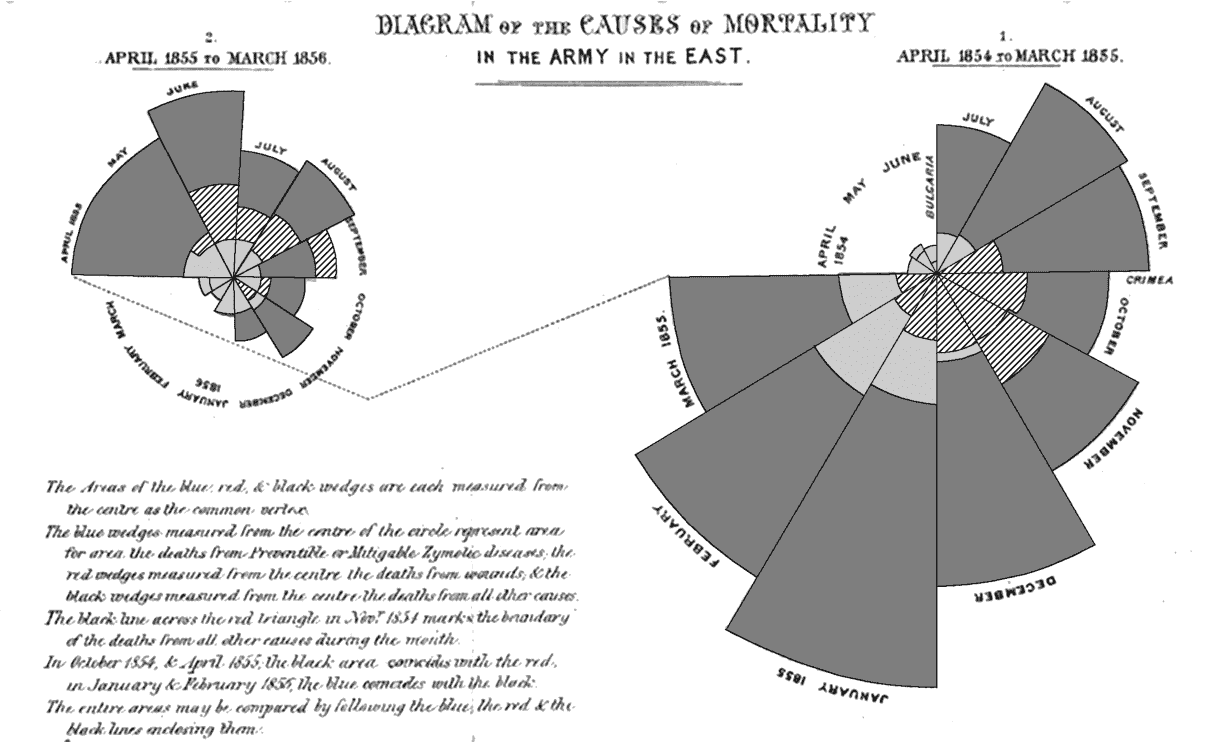 DIAGRAM OF THE CAUSES OF MORTALITY
IN THE ARMY IN THE EAST.
2.
APRIL 1855 TO MARCH 1856.
1.
APRIL 1854 TO MARCH 1855.
APRIL 1855
MAY
JUNE
JULY
AUGUST
SEPTEMBER
OCTOBER
NOVEMBER
DECEMBER
JANUARY
1856
FEBRUARY
MARCH
APRIL
1854
MAY
JUNE
BULGARIA
JULY
AUGUST
SEPTEMBER
CRIMEA
OCTOBER
NOVEMBER
DECEMBER
JANUARY 1855
FEBRUARY
MARCH 1855.
The Areas of the blue, red, & black wedges are each measured from
the centre as the common vertex.
The blue wedges measured from the centre of the circle represent area
for area the deaths from Preventible or Mitigable Zymotic diseases; the
red wedges measured from the centre the deaths from wounds; & the
black wedges measured from the centre the deaths from all other causes.
The black line across the red triangle in Novr. 1854 marks the boundary
of the deaths from all other causes during the month.
In October 1854, & April 1855; the black area coincides with the red,
in January & February 1856, the blue coincides with the black.
The entire areas may be compared by following the blue, the red & the
black lines enclosing them.